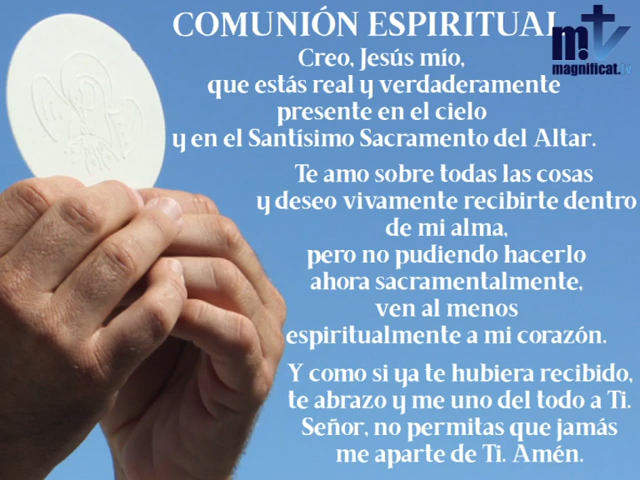 COMUNIÓN ESPIRITUAL
Creo, Jesús mío,
que estás real y verdaderamente
presente en el cielo
y en el Santísimo Sacramento del Altar.
Te amo sobre todas las cosas
y deseo vivamente recibirte dentro
de mi alma,
pero no pudiendo hacerlo
ahora sacramentalmente,
ven al menos
espiritualmente a mi corazón.
Y como si ya te hubiera recibido,
te abrazo y me uno del todo a Ti.
Señor, no permitas que jamás
me aparte de Ti. Amén.
m.tv
magnificat.tv